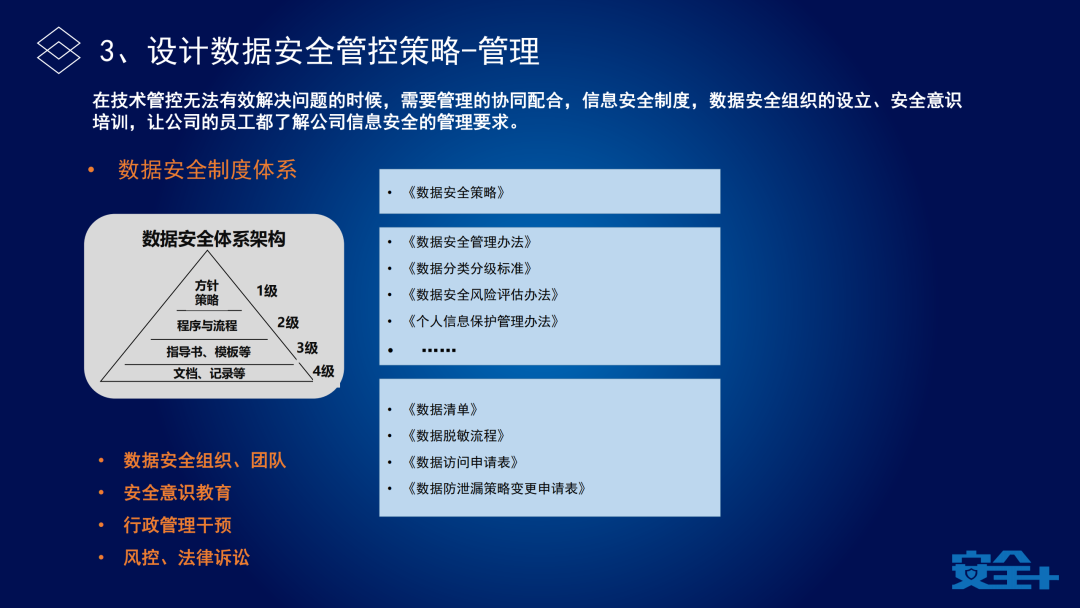 3、设计数据安全管控策略-管理
在技术管控无法有效解决问题的时候，需要管理的协同配合，信息安全制度，数据安全组织的设立、安全意识
培训，让公司的员工都了解公司信息安全的管理要求。
• 数据安全制度体系
数据安全体系架构
方针
策略
1级
程序与流程
2级
指导书、模板等
3级
文档、记录等
4级
• 《数据安全策略》
• 《数据安全管理办法》
• 《数据分类分级标准》
• 《数据安全风险评估办法》
• 《个人信息保护管理办法》
• ······
• 《数据清单》
• 《数据脱敏流程》
• 《数据访问申请表》
• 《数据防泄漏策略变更申请表》
• 数据安全组织、团队
• 安全意识教育
• 行政管理干预
• 风控、法律诉讼
安全+